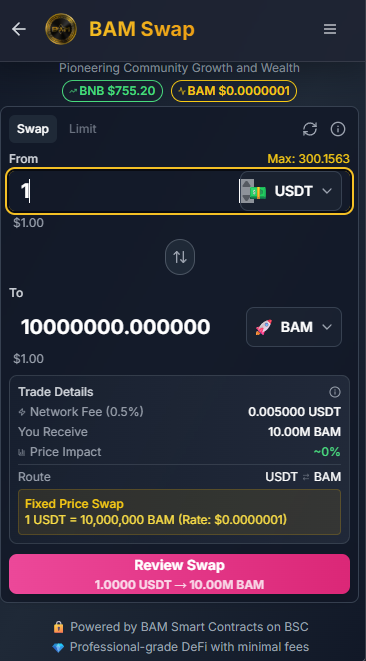 BAM Swap
Pioneering Community Growth and Wealth
BNB $755.20 BAM $0.0000001
Swap Limit
From Max: 300.1563
1 USDT
$1.00
To
10000000.000000 BAM
$1.00
Trade Details
Network Fee (0.5%) 0.005000 USDT
You Receive 10.00M BAM
Price Impact ~0%
Route USDT ⇄ BAM
Fixed Price Swap
1 USDT = 10,000,000 BAM (Rate: $0.0000001)
Review Swap
1.0000 USDT → 10.00M BAM
🔒 Powered by BAM Smart Contracts on BSC
💎 Professional-grade DeFi with minimal fees